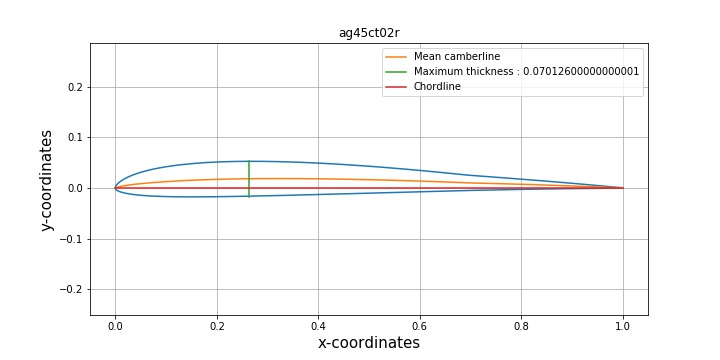 ag45ct02r
Mean camberline
Maximum thickness : 0.07012600000000001
Chordline
0.2
0.1
0.0
−0.1
−0.2
y-coordinates
0.0 0.2 0.4 0.6 0.8 1.0
x-coordinates